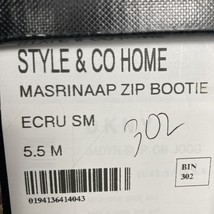 STYLE & CO HOME
MASRINAAP ZIP BOOTIE
ECRU SM
302
5.5 M
BIN
302
0194136414043